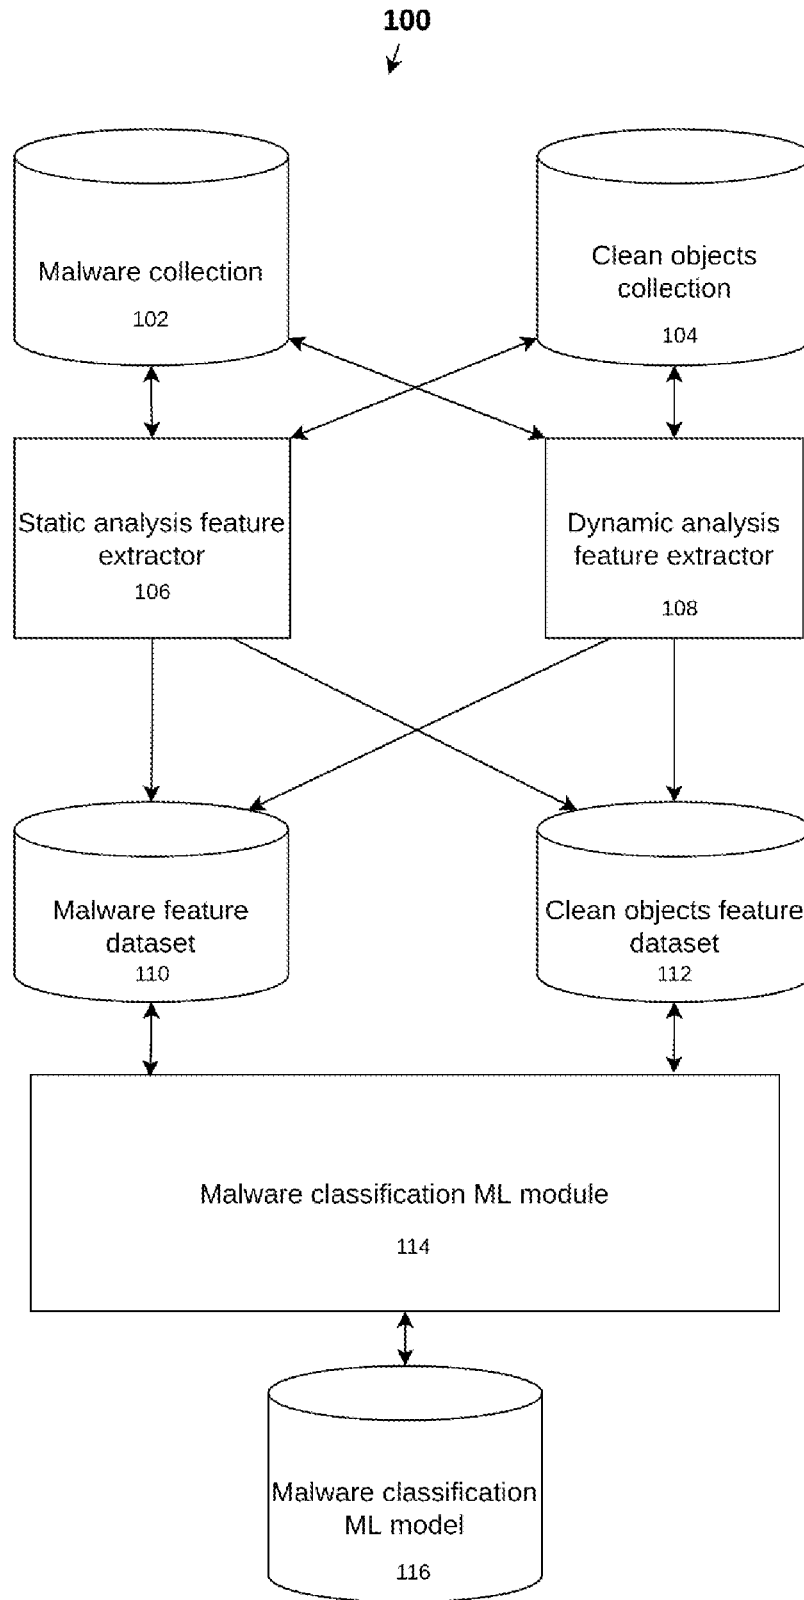 100
Malware collection
102
Clean objects
collection
104
Static analysis feature
extractor
106
Dynamic analysis
feature extractor
108
Malware feature
dataset
110
Clean objects feature
dataset
112
Malware classification ML module
114
Malware classification
ML model
116